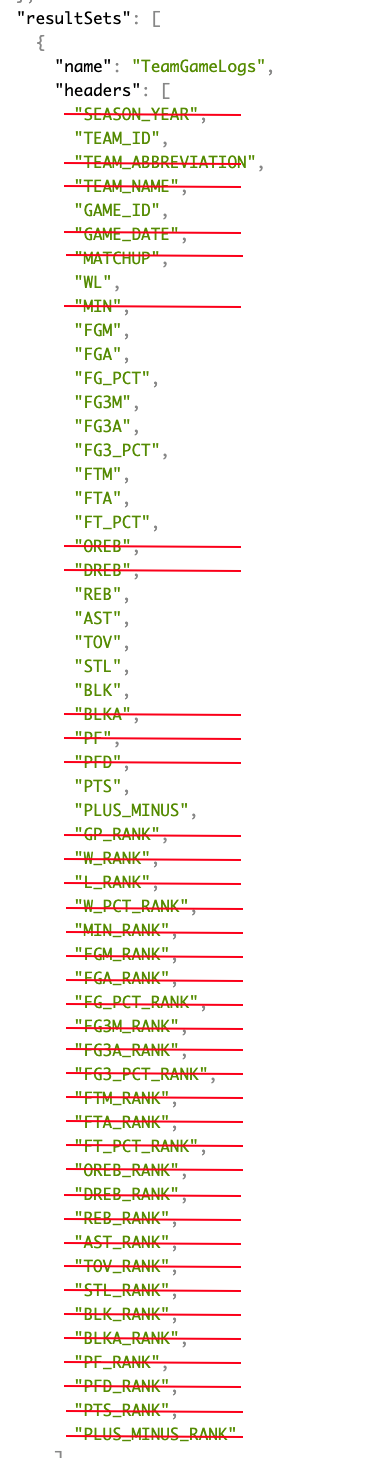 "resultSets": [
{
"name": "TeamGameLogs",
"headers": [
"SEASON_YEAR",
"TEAM_ID",
"TEAM_ABBREVIATION",
"TEAM_NAME",
"GAME_ID",
"GAME_DATE",
"MATCHUP",
"WL",
"MIN",
"FGM",
"FGA",
"FG_PCT",
"FG3M",
"FG3A",
"FG3_PCT",
"FTM",
"FTA",
"FT_PCT",
"OREB",
"DREB",
"REB",
"AST",
"TOV",
"STL",
"BLK",
"BLKA",
"PF",
"PFD",
"PTS",
"PLUS_MINUS",
"GP_RANK",
"W_RANK",
"L_RANK",
"W_PCT_RANK",
"MIN_RANK",
"FGM_RANK",
"FGA_RANK",
"FG_PCT_RANK",
"FG3M_RANK",
"FG3A_RANK",
"FG3_PCT_RANK",
"FTM_RANK",
"FTA_RANK",
"FT_PCT_RANK",
"OREB_RANK",
"DREB_RANK",
"REB_RANK",
"AST_RANK",
"TOV_RANK",
"STL_RANK",
"BLK_RANK",
"BLKA_RANK",
"PF_RANK",
"PFD_RANK",
"PTS_RANK",
"PLUS_MINUS_RANK"